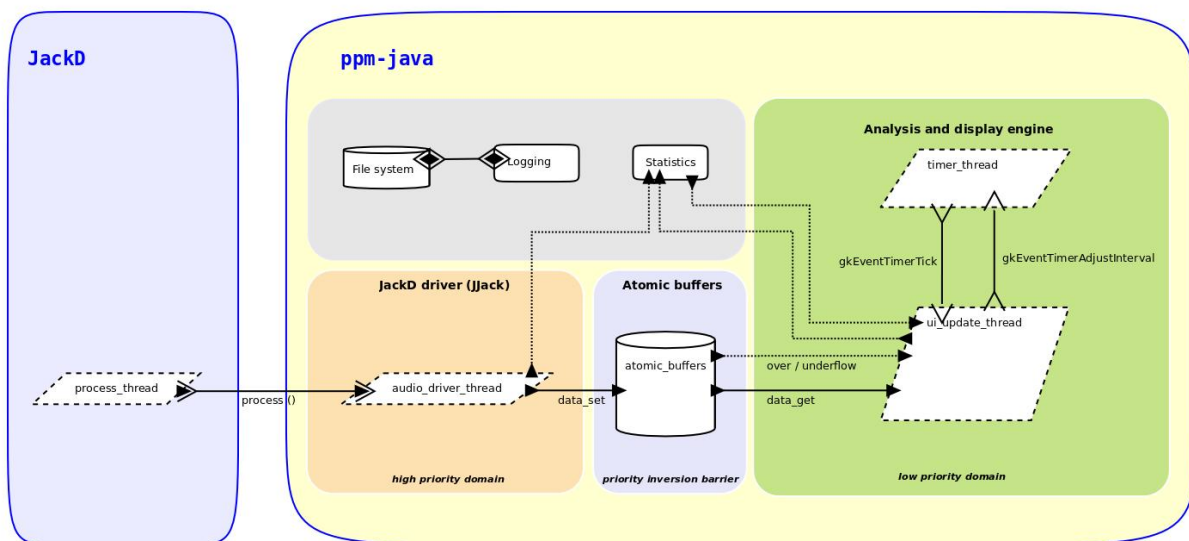 JackD
ppm-java
File system
Logging
Statistics
Analysis and display engine
timer_thread
gkEventTimerTick
gkEventTimerAdjustInterval
JackD driver (JJack)
Atomic buffers
ui_update_thread
atomic_buffers
over / underflow
process_thread
process ()
audio_driver_thread
data_set
data_get
high priority domain
priority inversion barrier
low priority domain